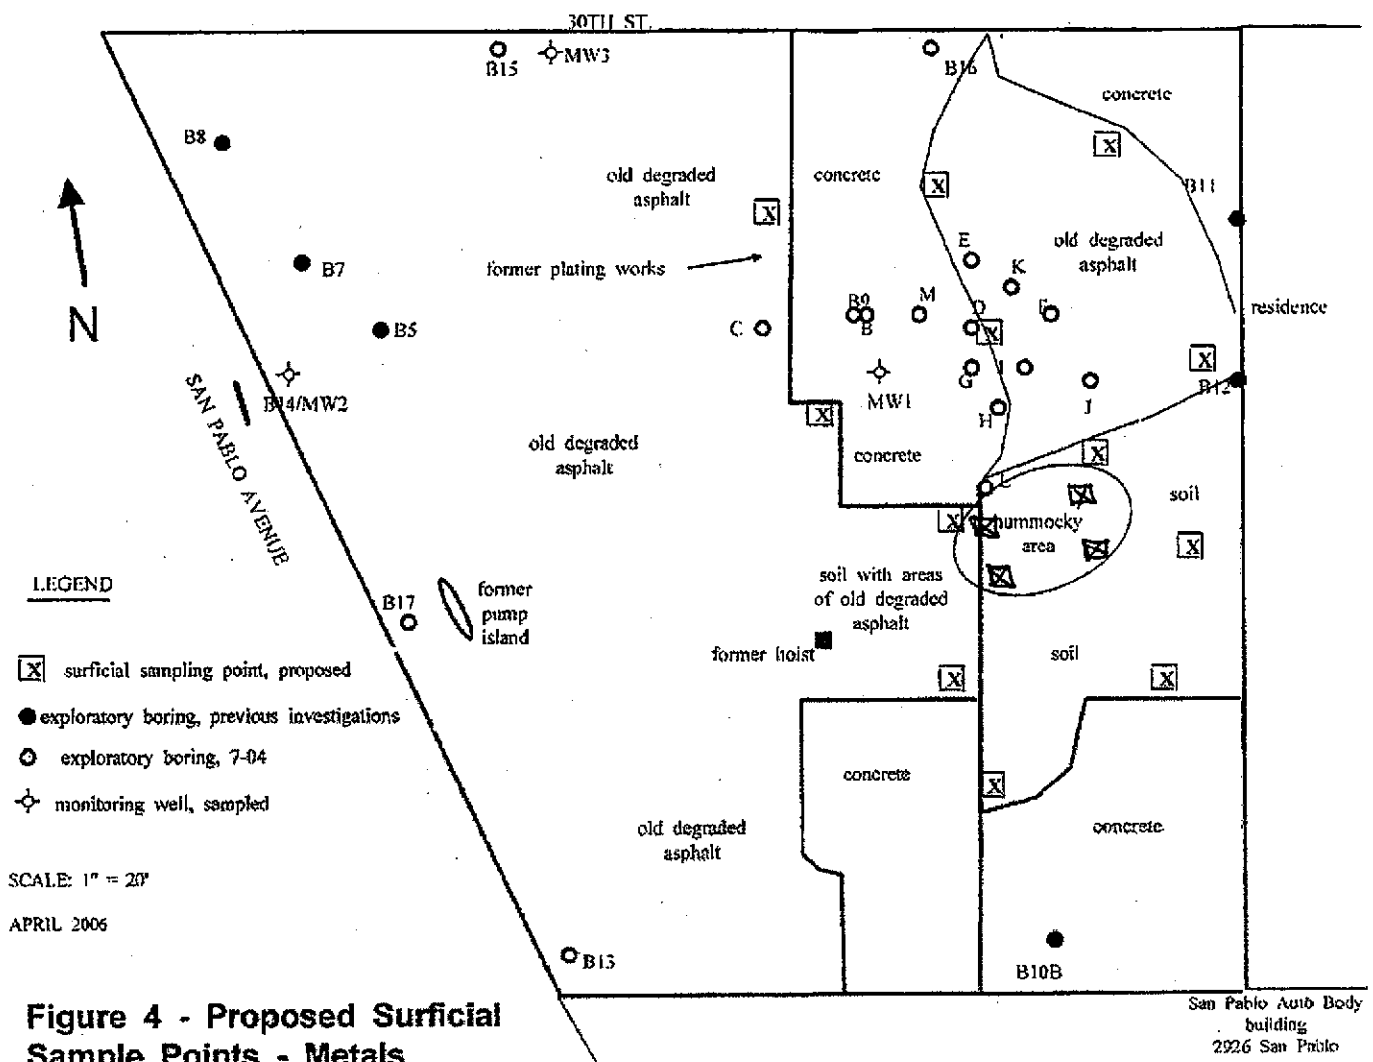 30TH ST.
B15
MW3
B16
concrete
B8
old degraded
asphalt
concrete
B11
E
old degraded
asphalt
former plating works
K
B7
B9
M
D
F
residence
C
B
B5
G
I
J
B12
B14/MW2
MW1
H
SAN PABLO AVENUE
old degraded
asphalt
concrete
L
soil
hummocky
area
LEGEND
soil with areas
of old degraded
asphalt
former
pump
island
B17
former hoist
soil
X surficial sampling point, proposed
exploratory boring, previous investigations
exploratory boring, 7-04
monitoring well, sampled
concrete
old degraded
asphalt
concrete
SCALE: 1" = 20'
APRIL 2006
B13
B10B
Figure 4 - Proposed Surficial
Sample Points - Metals
San Pablo Auto Body
building
2926 San Pablo
N